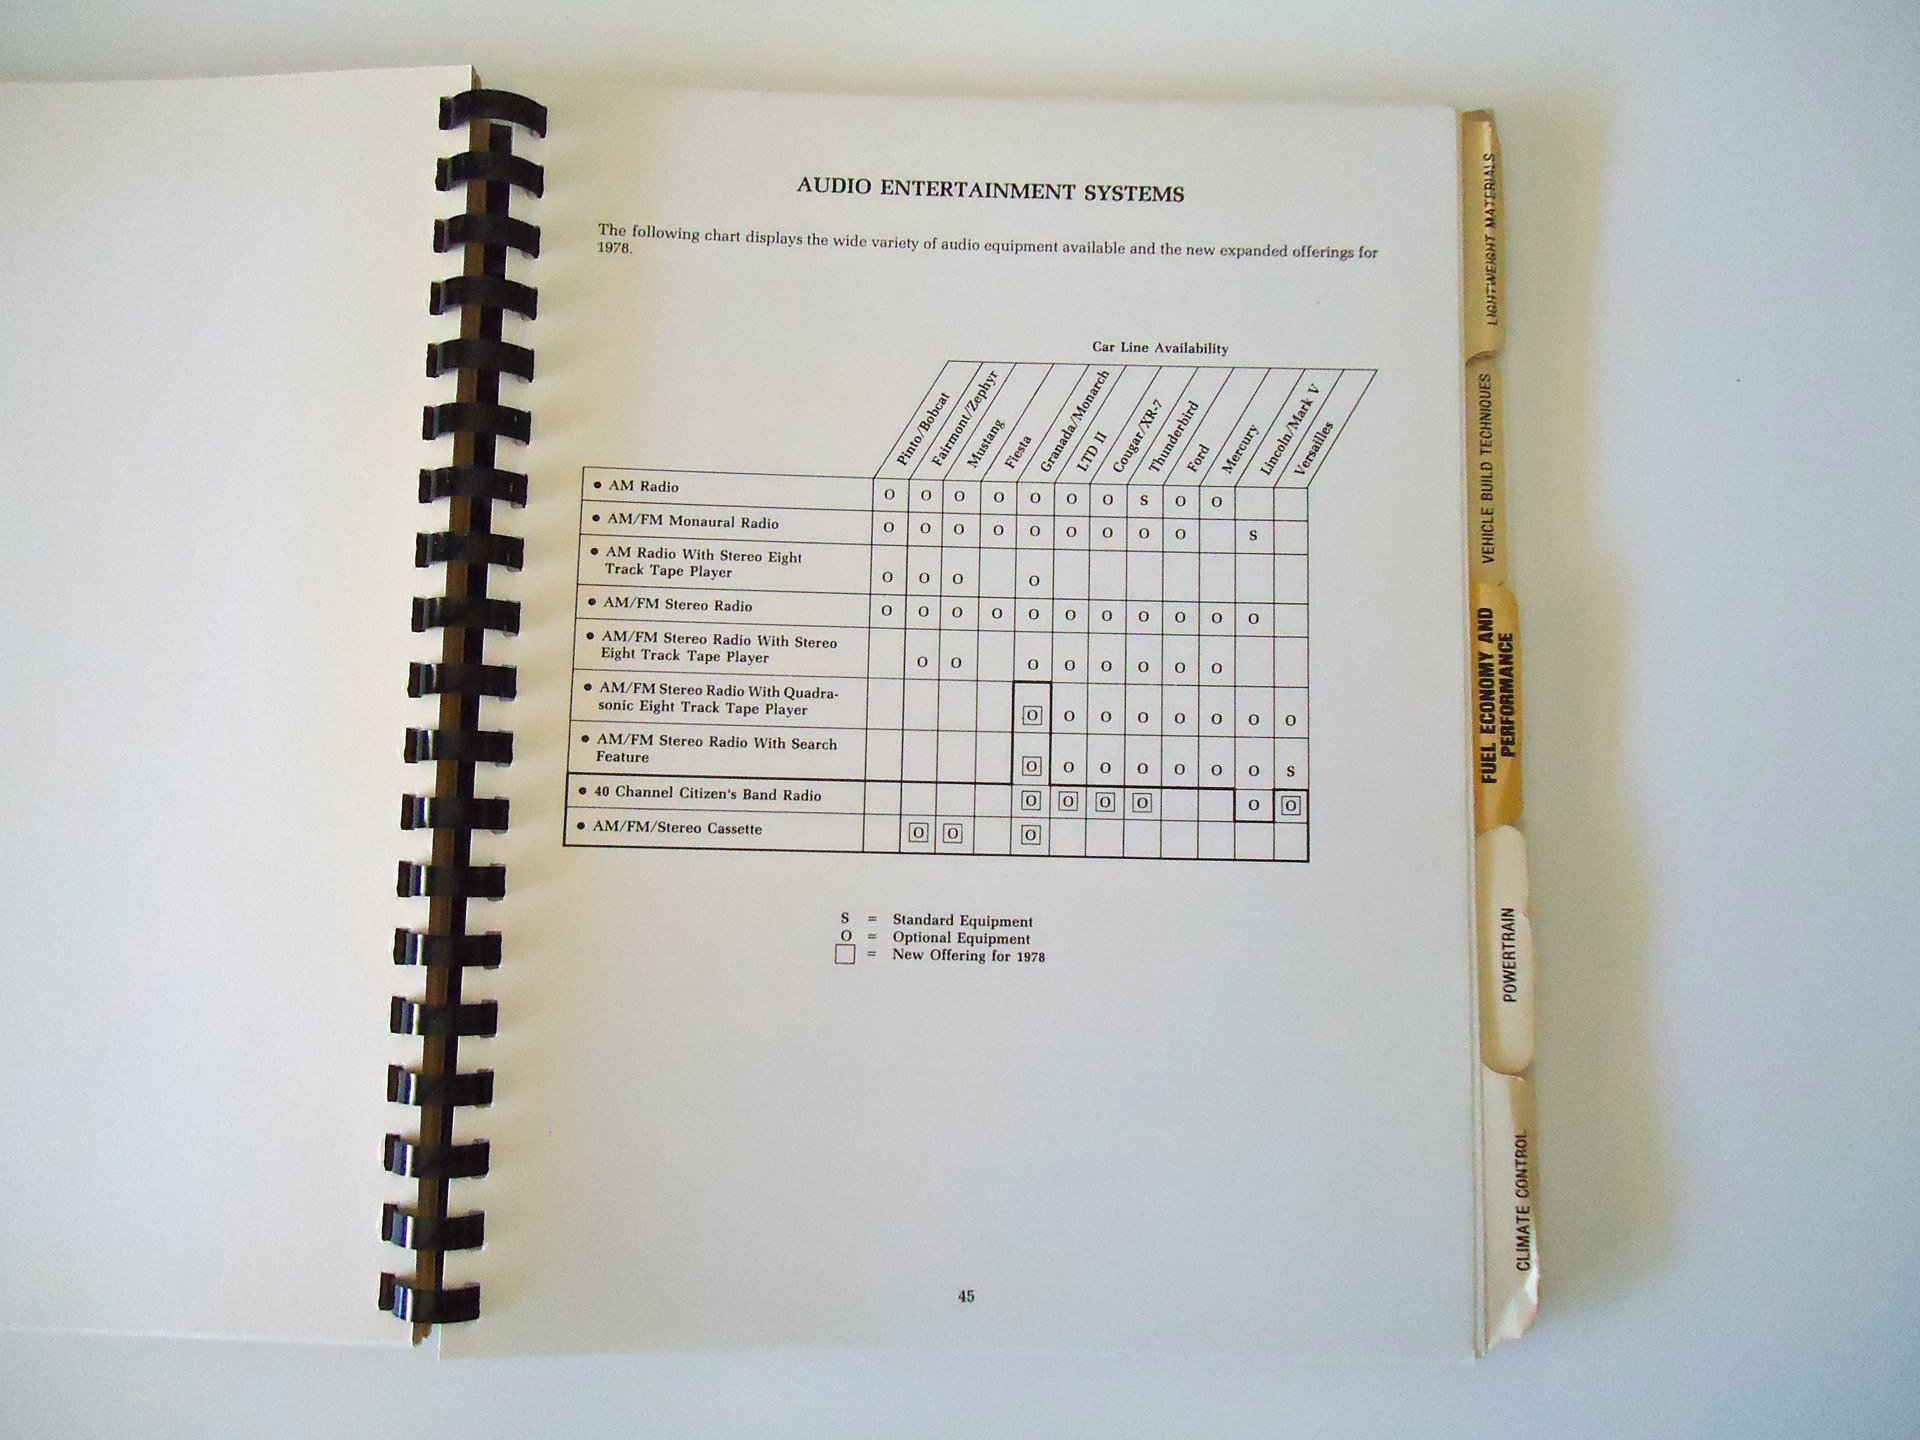 AUDIO ENTERTAINMENT SYSTEMS
The following chart displays the wide variety of audio equipment available and the new expanded offerings for
1978.
Car Line Availability
Pinto/Bobcat
Fairmont/Zephyr
Mustang
Fiesta
Granada/Monarch
LTD II
Cougar/XR-7
Thunderbird
Ford
Mercury
Lincoln/Mark V
Versailles
• AM Radio O O O O O O O S O O
• AM/FM Monaural Radio O O O O O O O O O S
• AM Radio With Stereo Eight
Track Tape Player O O O O
• AM/FM Stereo Radio O O O O O O O O O O O
• AM/FM Stereo Radio With Stereo
Eight Track Tape Player O O O O O O O O
• AM/FM Stereo Radio With Quadra-
sonic Eight Track Tape Player O O O O O O O O
• AM/FM Stereo Radio With Search
Feature O O O O O O O S
• 40 Channel Citizen's Band Radio O O O O O O
• AM/FM/Stereo Cassette O O O
S = Standard Equipment
O = Optional Equipment
□ = New Offering for 1978
45
LIGHTWEIGHT MATERIALS
VEHICLE BUILD TECHNIQUES
FUEL ECONOMY AND
PERFORMANCE
POWERTRAIN
CLIMATE CONTROL